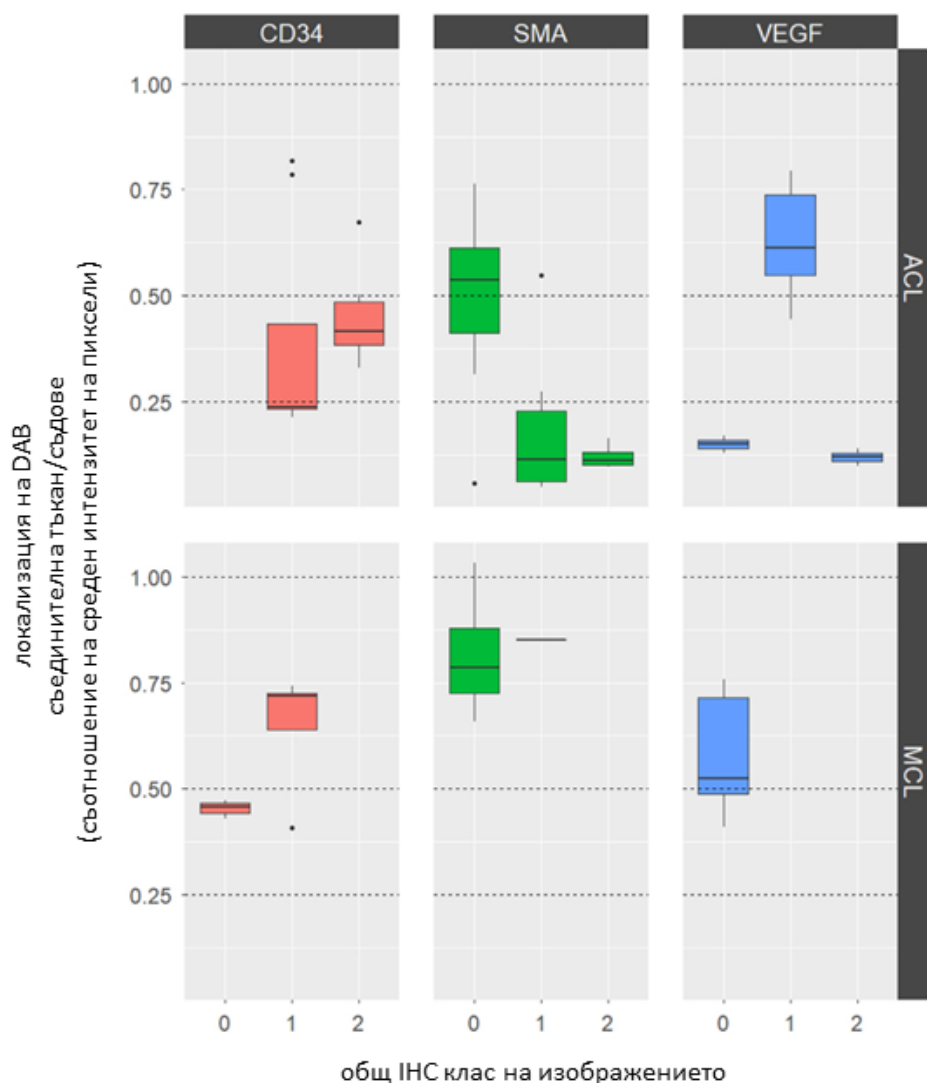 CD34 SMA VEGF
1.00
0.75
0.50
0.25
ACL
1.00
0.75
0.50
0.25
MCL
локализация на DAB
съединителна тъкан/съдове
(съотношение на среден интензитет на пиксели)
0 1 2 0 1 2 0 1 2
общ IHC клас на изображението